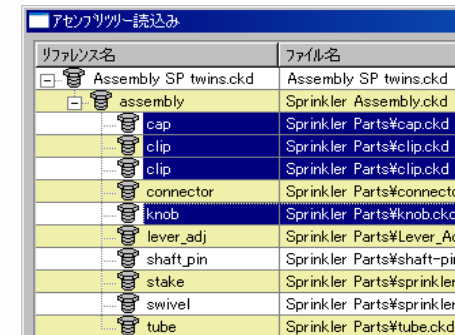 アセンブリツリー読込み
リファレンス名 ファイル名
Assembly SP twins.ckd Assembly SP twins.ckd
assembly Sprinkler Assembly.ckd
cap Sprinkler Parts¥cap.ckd
clip Sprinkler Parts¥clip.ckd
clip Sprinkler Parts¥clip.ckd
connector Sprinkler Parts¥connecto
knob Sprinkler Parts¥knob.ckd
lever_adj Sprinkler Parts¥Lever_Ad
shaft_pin Sprinkler Parts¥shaft-pin
stake Sprinkler Parts¥sprinkler
swivel Sprinkler Parts¥sprinkler
tube Sprinkler Parts¥tube.ckd